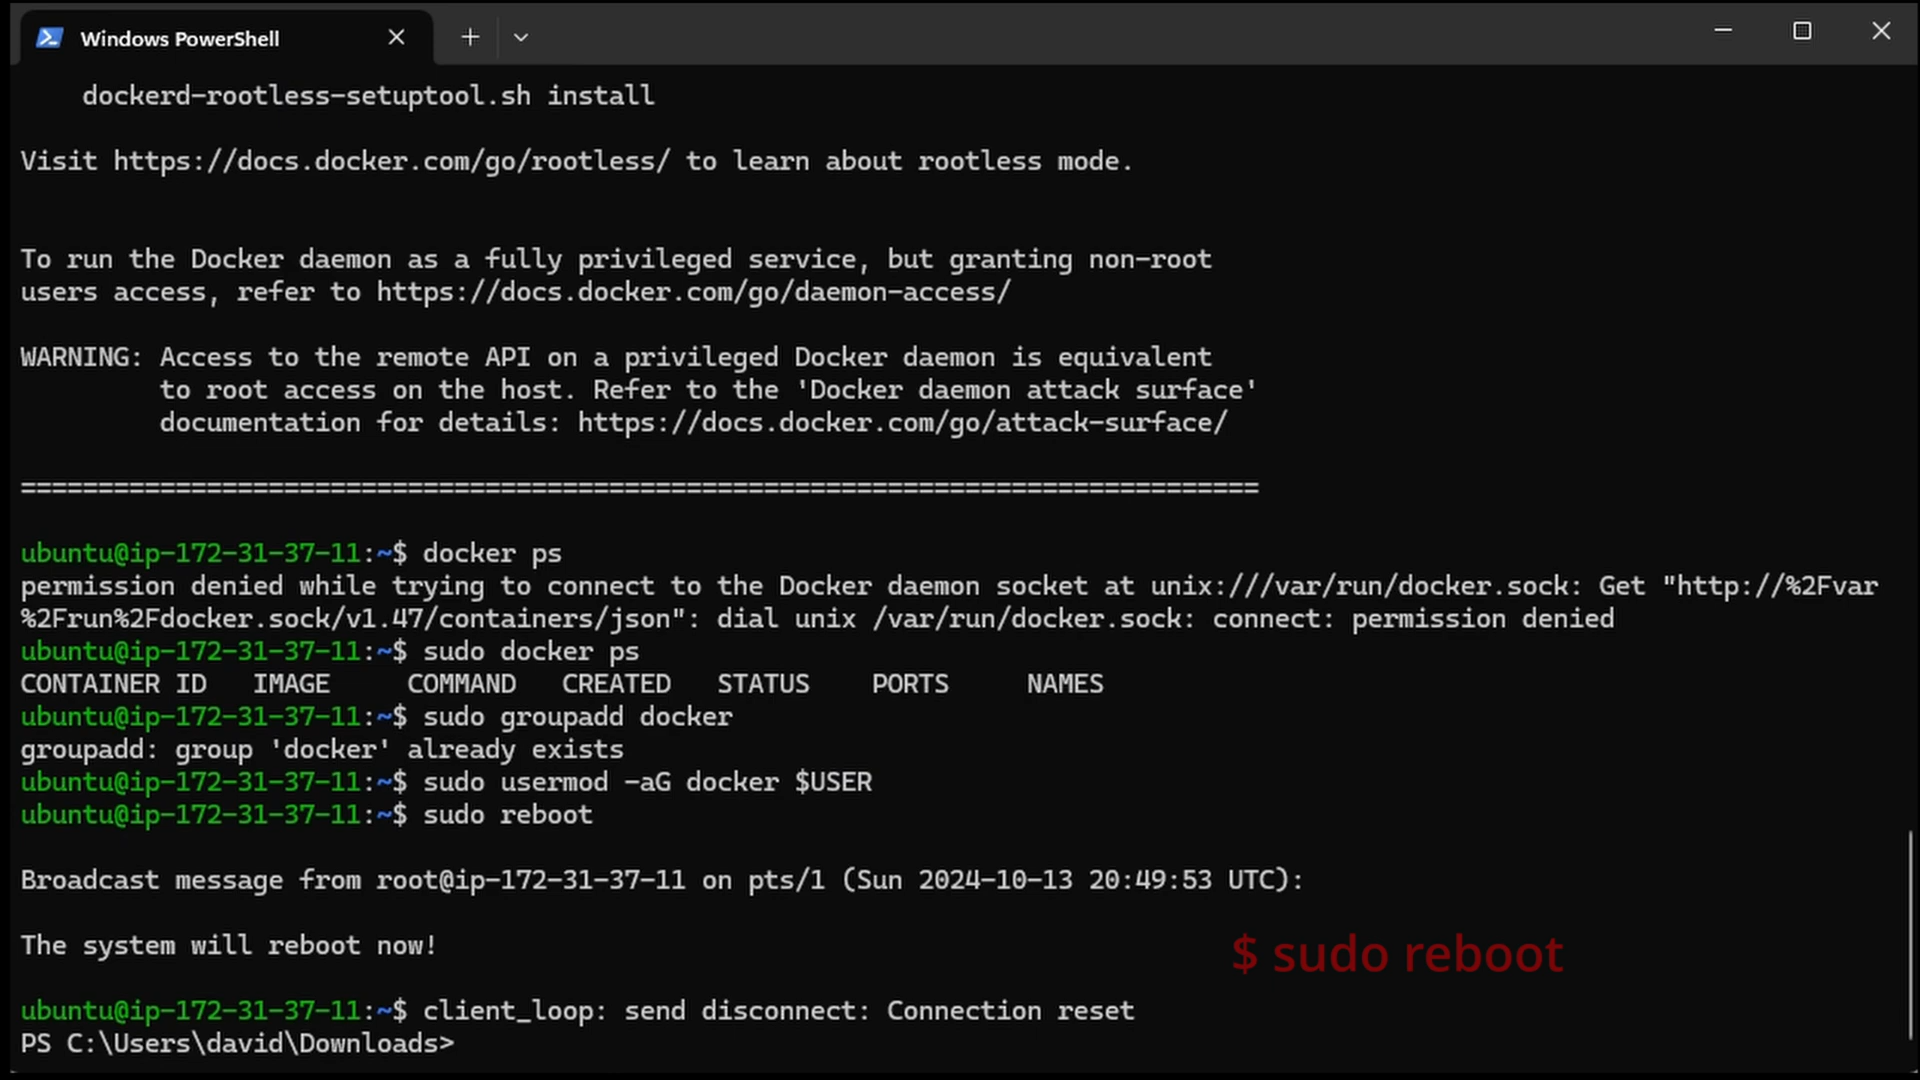 Windows PowerShell
dockerd-rootless-setuptool.sh install
Visit https://docs.docker.com/go/rootless/ to learn about rootless mode.
To run the Docker daemon as a fully privileged service, but granting non-root
users access, refer to https://docs.docker.com/go/daemon-access/
WARNING: Access to the remote API on a privileged Docker daemon is equivalent
to root access on the host. Refer to the 'Docker daemon attack surface'
documentation for details: https://docs.docker.com/go/attack-surface/
================================================================================
ubuntu@ip-172-31-37-11:~$ docker ps
permission denied while trying to connect to the Docker daemon socket at unix:///var/run/docker.sock: Get "http://%2Fvar
%2Frun%2Fdocker.sock/v1.47/containers/json": dial unix /var/run/docker.sock: connect: permission denied
ubuntu@ip-172-31-37-11:~$ sudo docker ps
CONTAINER ID   IMAGE     COMMAND   CREATED   STATUS    PORTS     NAMES
ubuntu@ip-172-31-37-11:~$ sudo groupadd docker
groupadd: group 'docker' already exists
ubuntu@ip-172-31-37-11:~$ sudo usermod -aG docker $USER
ubuntu@ip-172-31-37-11:~$ sudo reboot
Broadcast message from root@ip-172-31-37-11 on pts/1 (Sun 2024-10-13 20:49:53 UTC):
The system will reboot now!
$ sudo reboot
ubuntu@ip-172-31-37-11:~$ client_loop: send disconnect: Connection reset
PS C:\Users\david\Downloads>